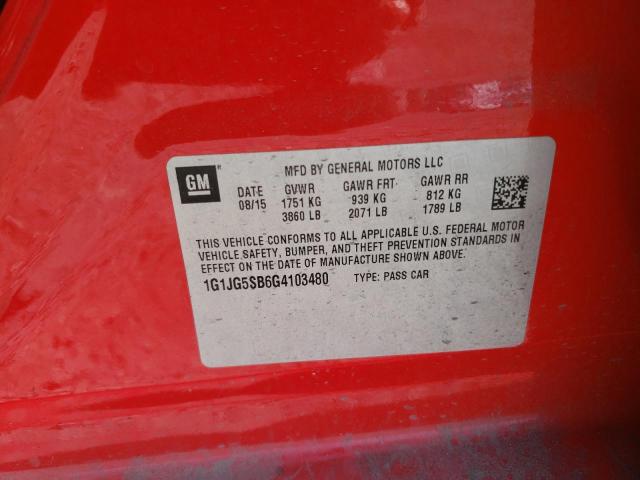 GM
MFD BY GENERAL MOTORS LLC
DATE GVWR GAWR FRT GAWR RR
08/15 1751 KG 939 KG 812 KG
3860 LB 2071 LB 1789 LB
THIS VEHICLE CONFORMS TO ALL APPLICABLE U.S. FEDERAL MOTOR
VEHICLE SAFETY, BUMPER, AND THEFT PREVENTION STANDARDS IN
EFFECT ON THE DATE OF MANUFACTURE SHOWN ABOVE.
1G1JG5SB6G4103480 TYPE: PASS CAR